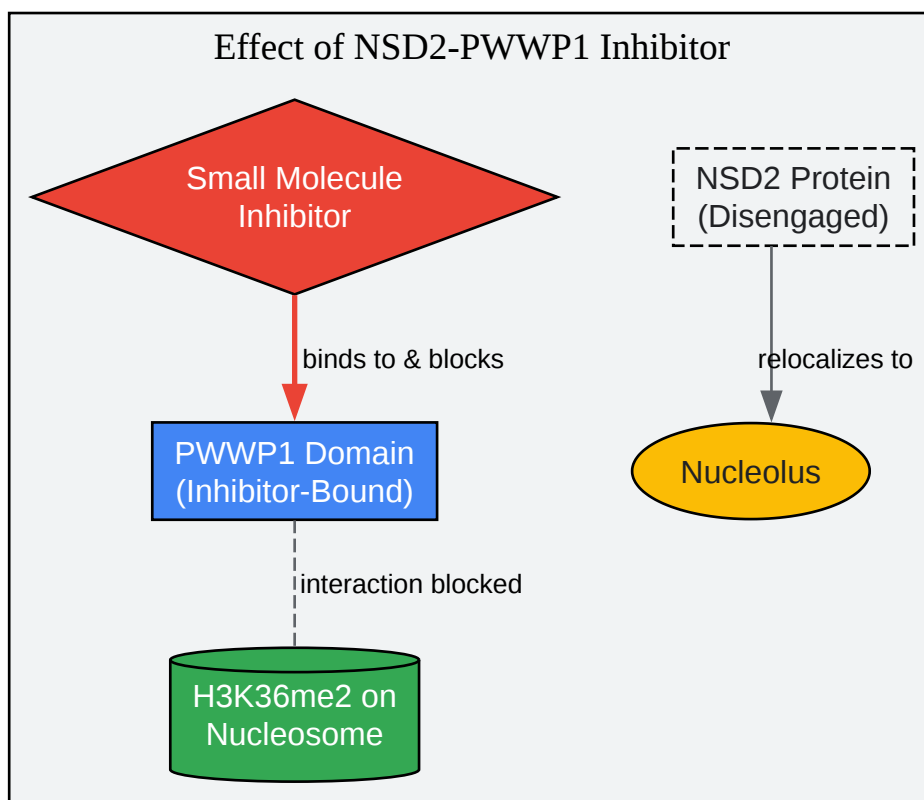 Effect of NSD2-PWWP1 Inhibitor
Small Molecule
Inhibitor
NSD2 Protein
(Disengaged)
binds to & blocks
relocalizes to
PWWP1 Domain
(Inhibitor-Bound)
Nucleolus
interaction blocked
H3K36me2 on
Nucleosome